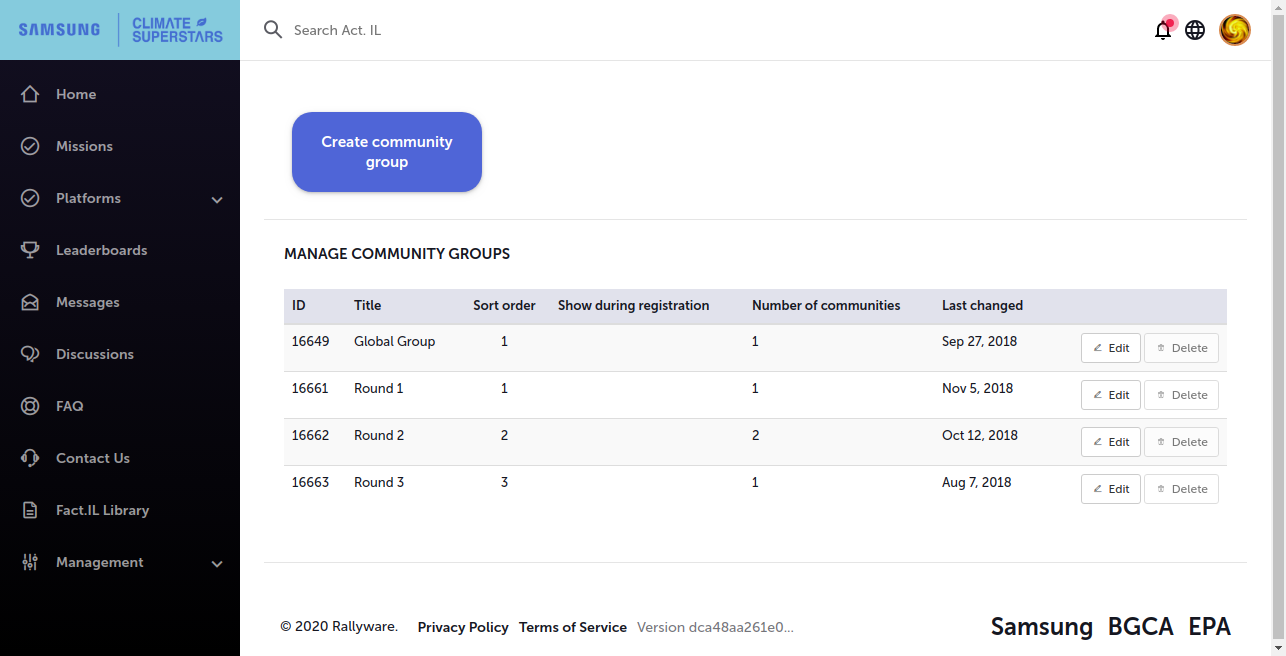 SAMSUNG
CLIMATE
SUPERSTARS
Search Act. IL
Home
Missions
Platforms
Leaderboards
Messages
Discussions
FAQ
Contact Us
Fact.IL Library
Management
Create community
group
MANAGE COMMUNITY GROUPS
ID Title Sort order Show during registration Number of communities Last changed
16649 Global Group 1 1 Sep 27, 2018 Edit Delete
16661 Round 1 1 1 Nov 5, 2018 Edit Delete
16662 Round 2 2 2 Oct 12, 2018 Edit Delete
16663 Round 3 3 1 Aug 7, 2018 Edit Delete
© 2020 Rallyware. Privacy Policy Terms of Service Version dca48aa261e0... Samsung BGCA EPA